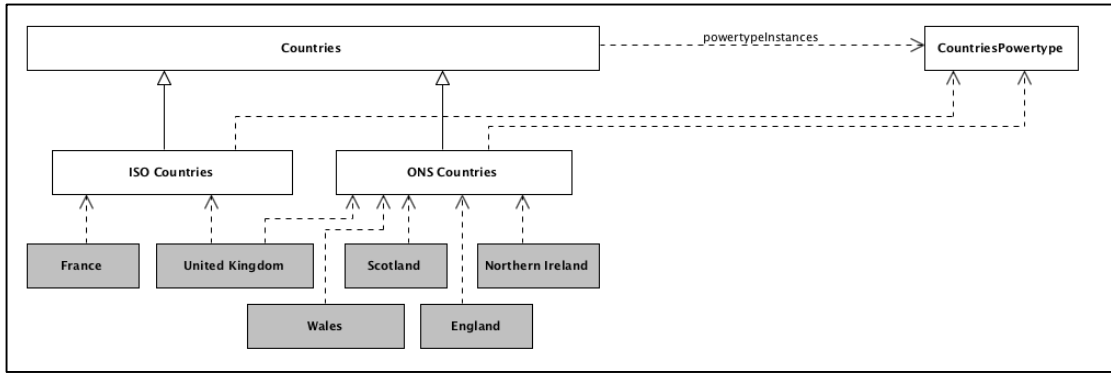 Countries
powertypeInstances
CountriesPowertype
ISO Countries
ONS Countries
France
United Kingdom
Scotland
Northern Ireland
Wales
England